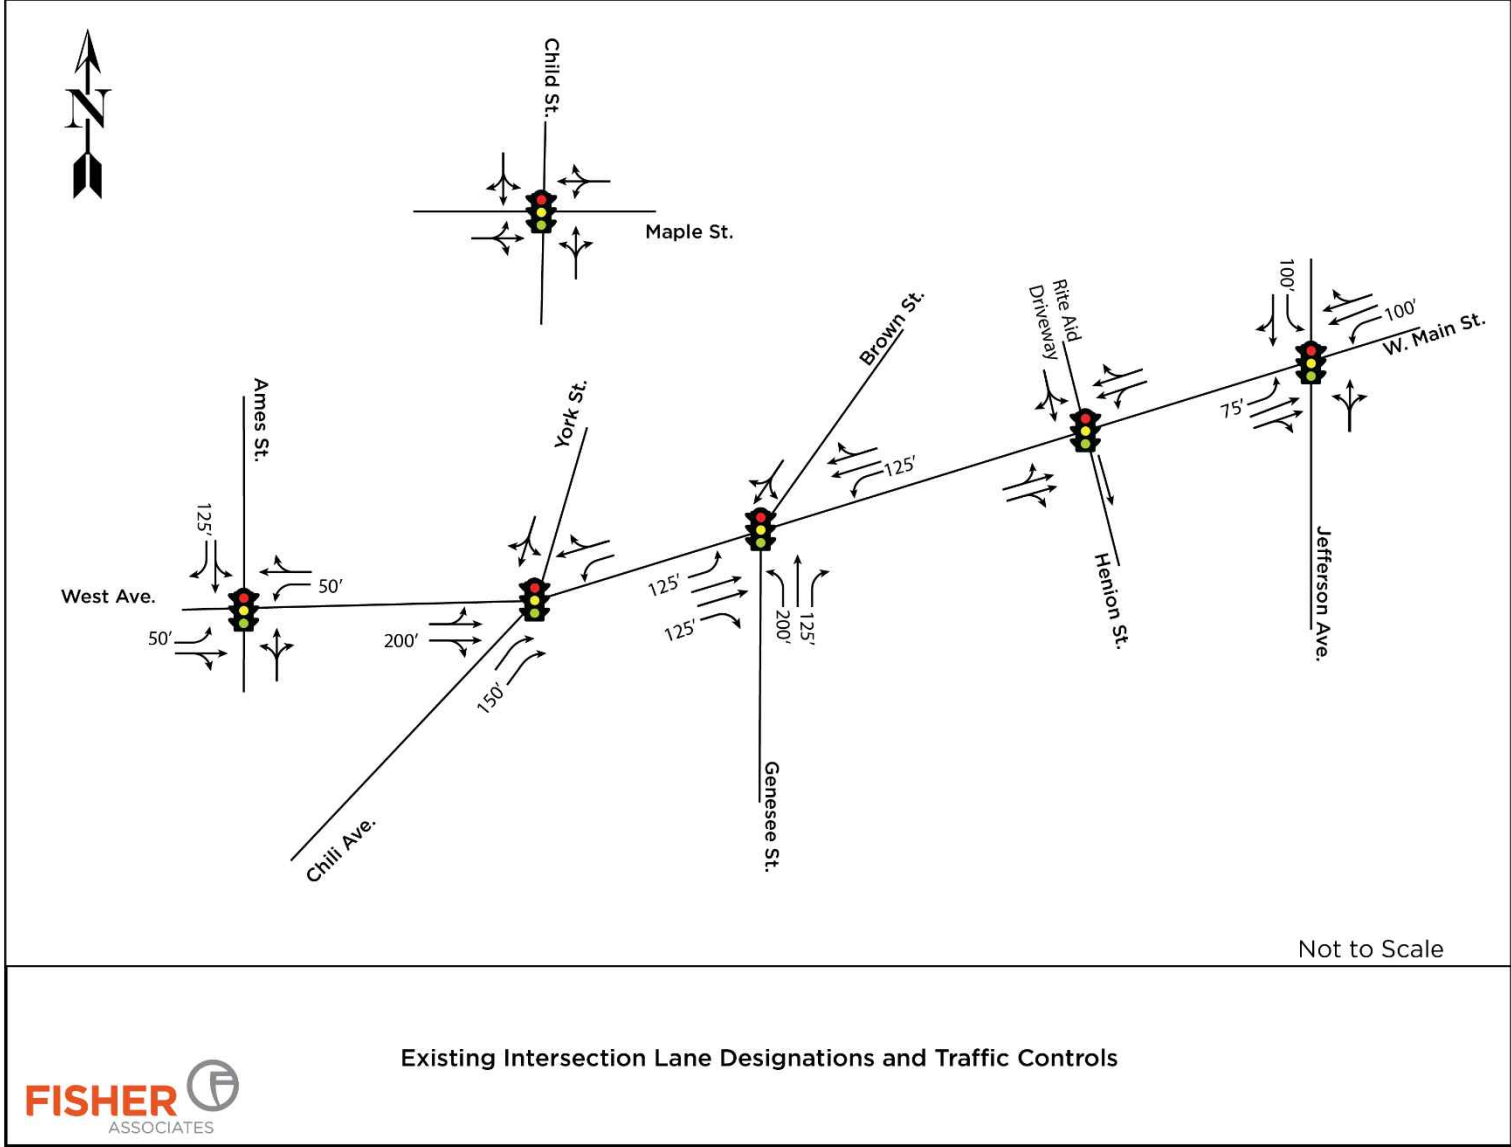 N
Child St.
Maple St.
Brown St.
Rite Aid
Driveway
100'
100'
W. Main St.
75'
Ames St.
York St.
125'
125'
Jefferson Ave.
West Ave.
50'
50'
200'
150'
125'
125'
200'
125'
Henion St.
Genesee St.
Chili Ave.
Not to Scale
Existing Intersection Lane Designations and Traffic Controls
FISHER
ASSOCIATES